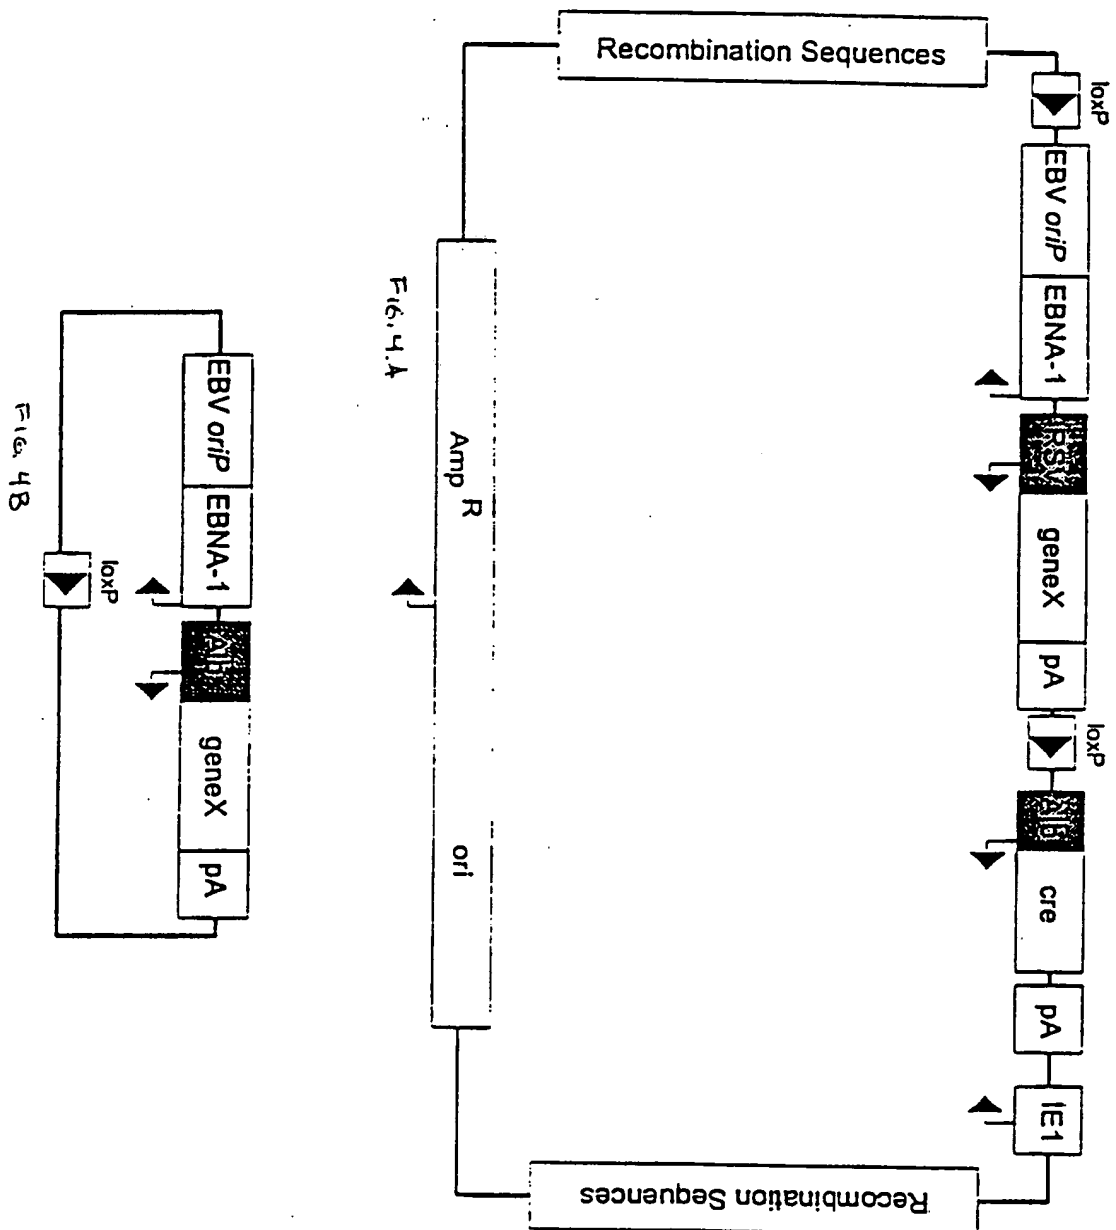 Recombination Sequences
loxP
EBV oriP
EBNA-1
RSV
geneX
pA
loxP
Alb
cre
pA
IE1
Recombination Sequences
Amp R
ori
FIG. 4A
EBV oriP
EBNA-1
Alb
geneX
pA
loxP
FIG. 4B